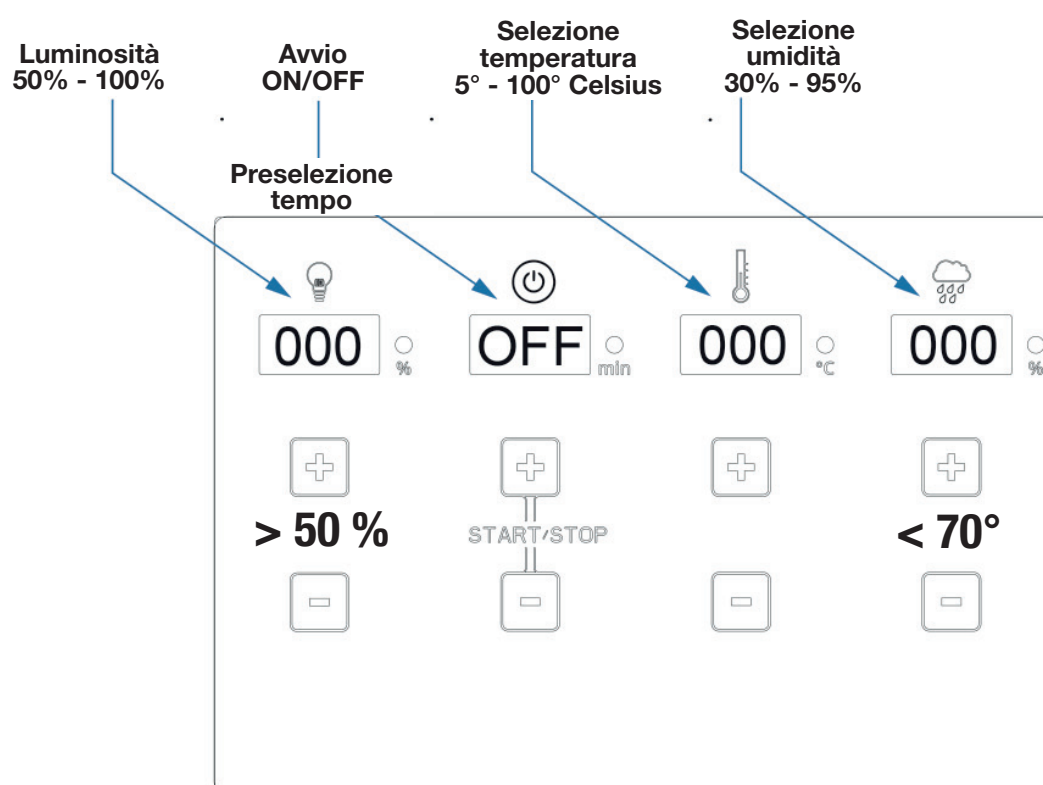 Luminosità
50% - 100%
Avvio
ON/OFF
Selezione
temperatura
5° - 100° Celsius
Selezione
umidità
30% - 95%
Preselezione
tempo
000 %
OFF min
000 °C
000 %
> 50 %
START/STOP
< 70°